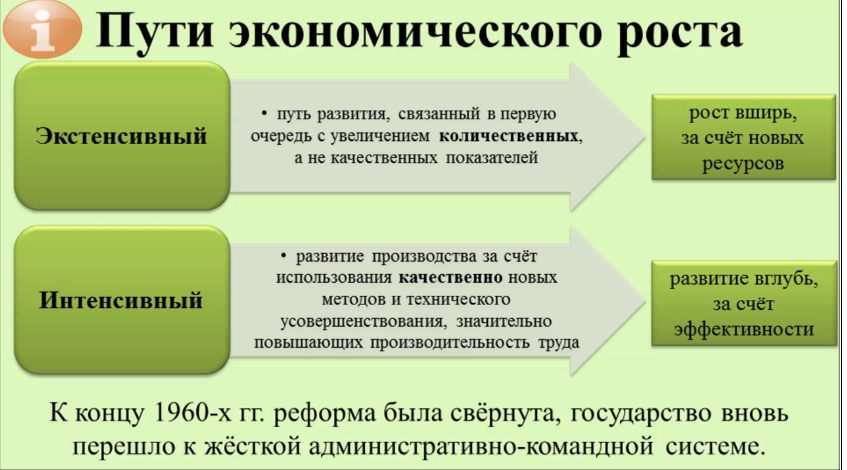 i
Пути экономического роста
Экстенсивный
• путь развития, связанный в первую
очередь с увеличением количественных,
а не качественных показателей
рост вширь,
за счёт новых
ресурсов
Интенсивный
• развитие производства за счёт
использования качественно новых
методов и технического
усовершенствования, значительно
повышающих производительность труда
развитие вглубь,
за счёт
эффективности
К концу 1960-х гг. реформа была свёрнута, государство вновь
перешло к жёсткой административно-командной системе.